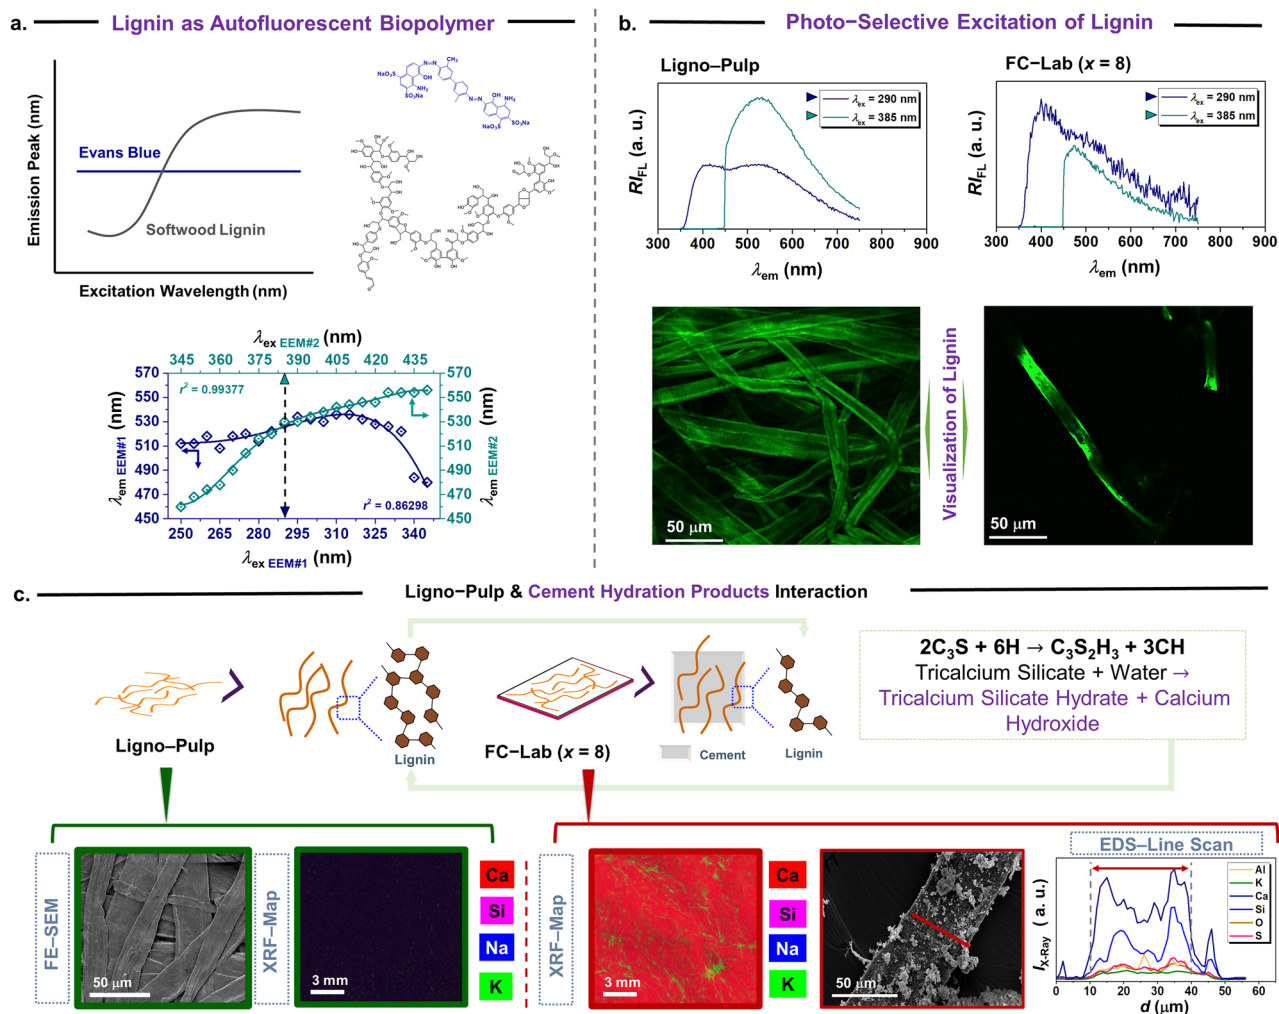 a.
Lignin as Autofluorescent Biopolymer
Emission Peak (nm)
Evans Blue
Softwood Lignin
Excitation Wavelength (nm)
λex EEM#2 (nm)
345 360 375 390 405 420 435
570 570
550 550
530 530
510 510
490 490
470 470
450 450
r² = 0.99377
r² = 0.86298
λem EEM#1 (nm)
λem EEM#2 (nm)
250 265 280 295 310 325 340
λex EEM#1 (nm)
b.
Photo−Selective Excitation of Lignin
Ligno–Pulp
λex = 290 nm
λex = 385 nm
RIFL (a. u.)
300 400 500 600 700 800 900
λem (nm)
FC−Lab (x = 8)
λex = 290 nm
λex = 385 nm
RIFL (a. u.)
300 400 500 600 700 800 900
λem (nm)
50 μm
Visualization of Lignin
50 μm
c.
Ligno−Pulp & Cement Hydration Products Interaction
Ligno–Pulp
Lignin
FC−Lab (x = 8)
Cement
Lignin
2C₃S + 6H → C₃S₂H₃ + 3CH
Tricalcium Silicate + Water →
Tricalcium Silicate Hydrate + Calcium
Hydroxide
FE–SEM
50 μm
XRF–Map
3 mm
Ca
Si
Na
K
XRF–Map
3 mm
Ca
Si
Na
K
50 μm
EDS–Line Scan
Al
K
Ca
Si
O
S
IX-Ray (a. u.)
0 10 20 30 40 50 60
d (μm)